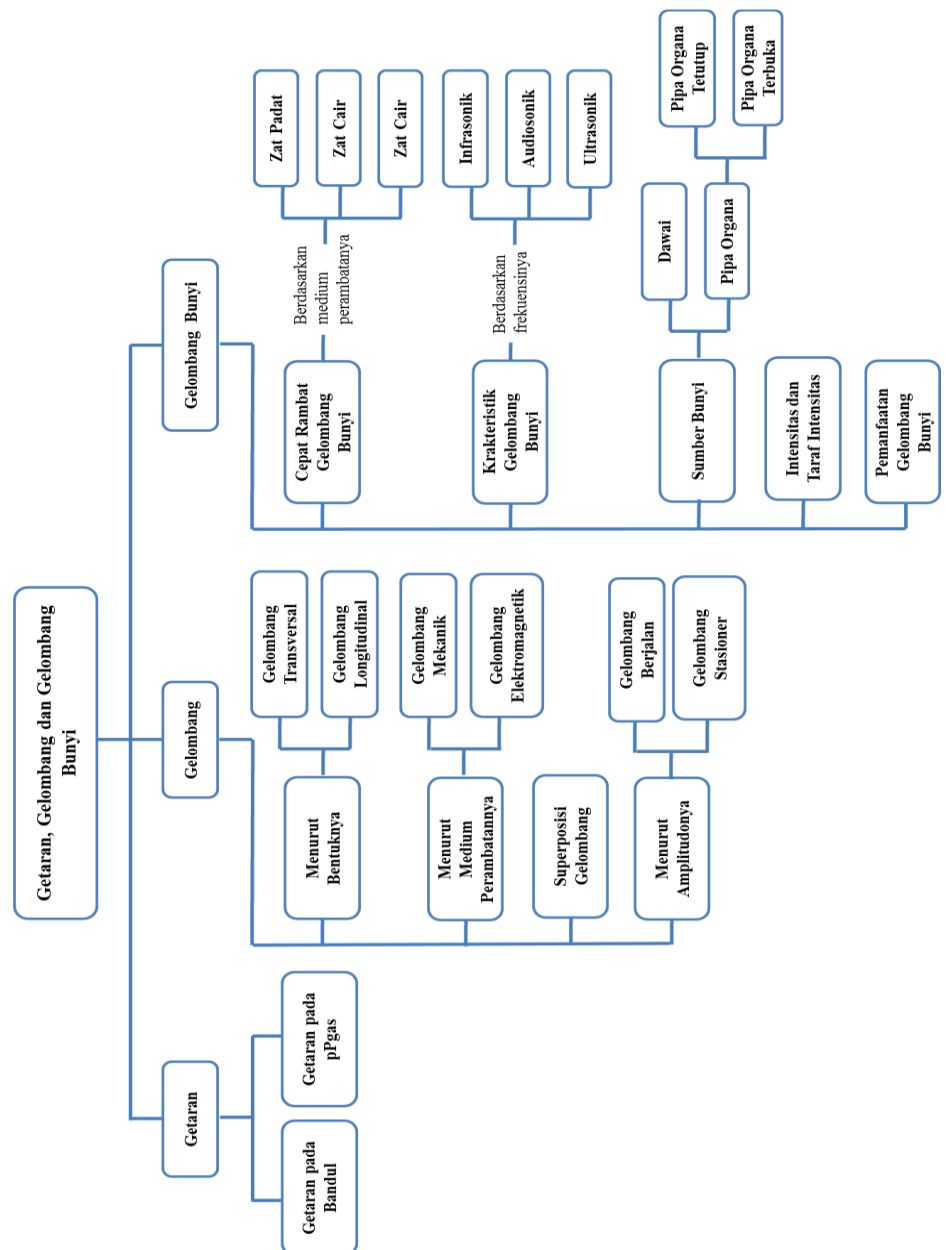 Getaran, Gelombang dan Gelombang
Bunyi
Getaran
Getaran pada
Bandul
Getaran pada
pPgas
Gelombang
Menurut
Bentuknya
Gelombang
Transversal
Gelombang
Longitudinal
Menurut
Medium
Perambatannya
Gelombang
Mekanik
Gelombang
Elektromagnetik
Superposisi
Gelombang
Menurut
Amplitudonya
Gelombang
Berjalan
Gelombang
Stasioner
Gelombang Bunyi
Cepat Rambat
Gelombang
Bunyi
Berdasarkan
medium
perambatanya
Zat Padat
Zat Cair
Zat Cair
Krakteristik
Gelombang
Bunyi
Berdasarkan
frekuensinya
Infrasonik
Audiosonik
Ultrasonik
Sumber Bunyi
Dawai
Pipa Organa
Pipa Organa
Tetutup
Pipa Organa
Terbuka
Intensitas dan
Taraf Intensitas
Pemanfaatan
Gelombang
Bunyi